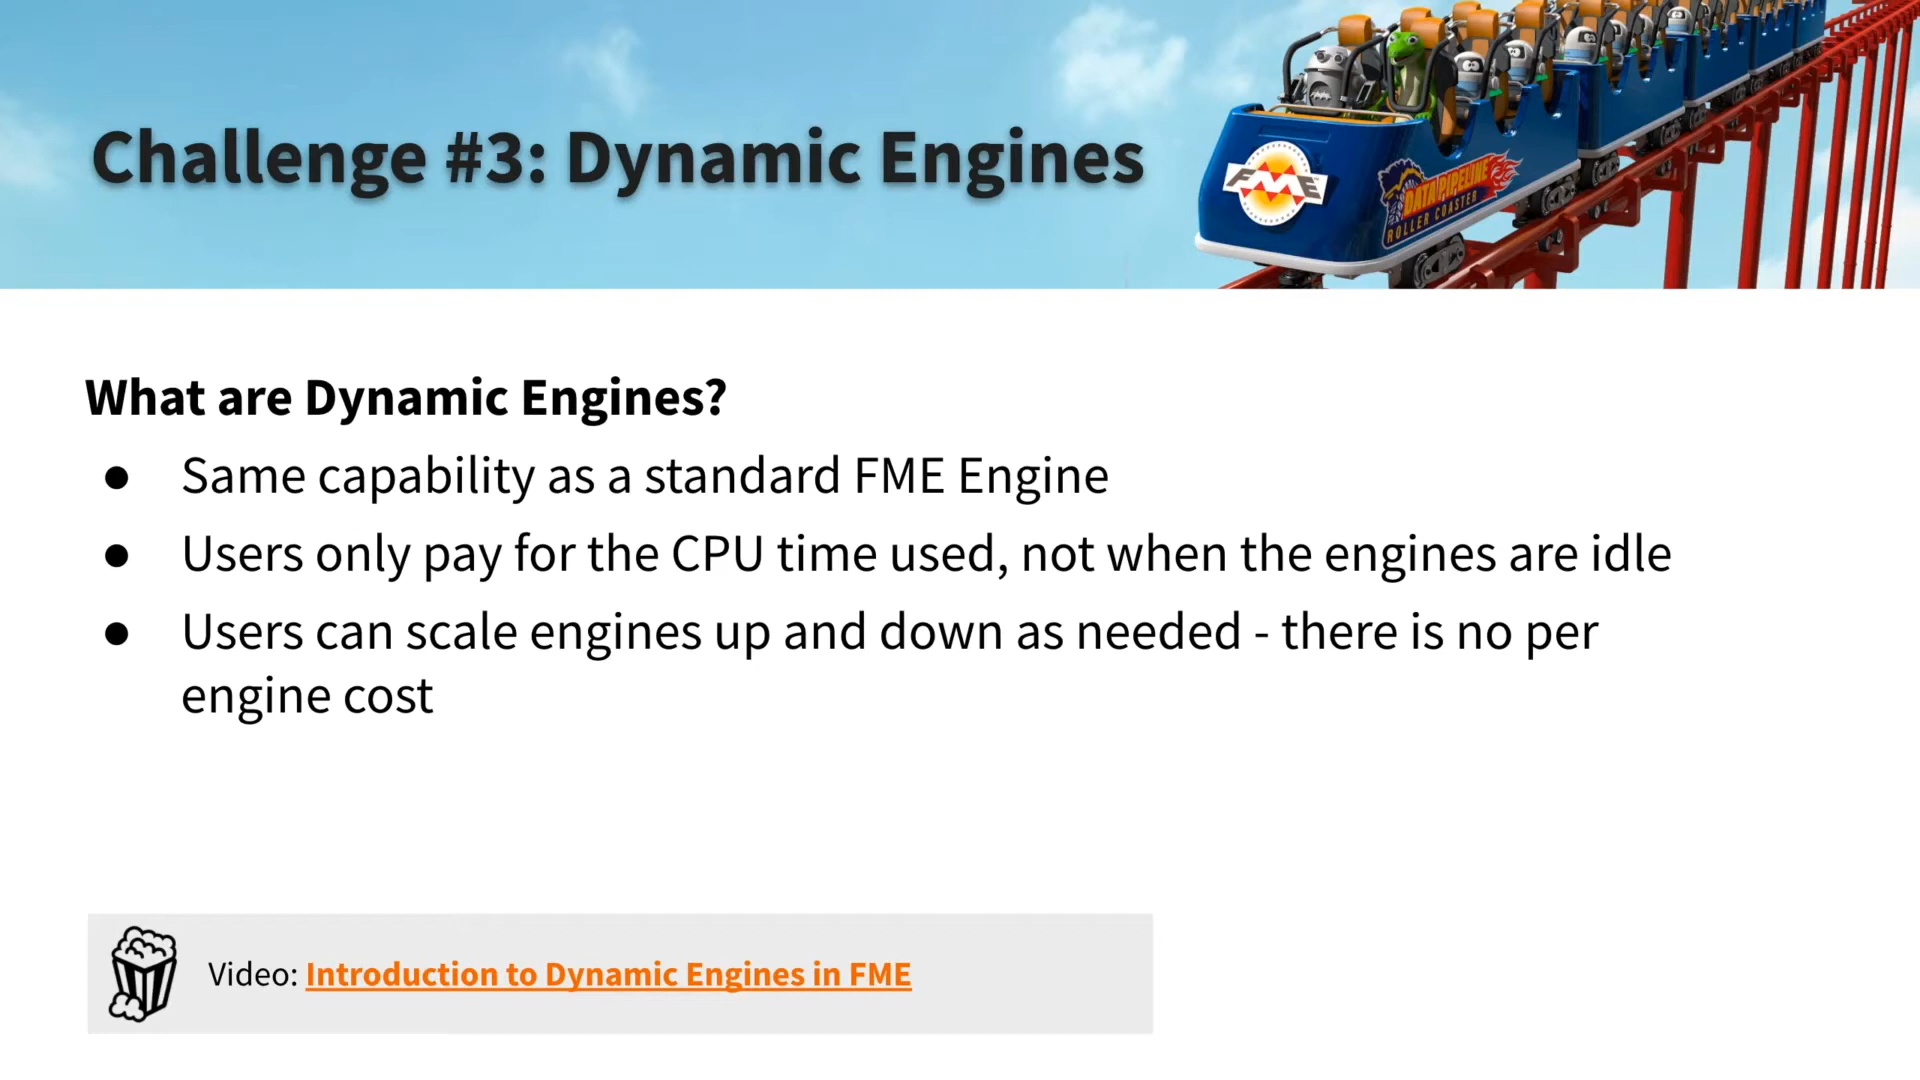 Challenge #3: Dynamic Engines
FME
DATA PIPELINE
ROLLER COASTER
What are Dynamic Engines?
● Same capability as a standard FME Engine
● Users only pay for the CPU time used, not when the engines are idle
● Users can scale engines up and down as needed - there is no per
engine cost
Video: Introduction to Dynamic Engines in FME